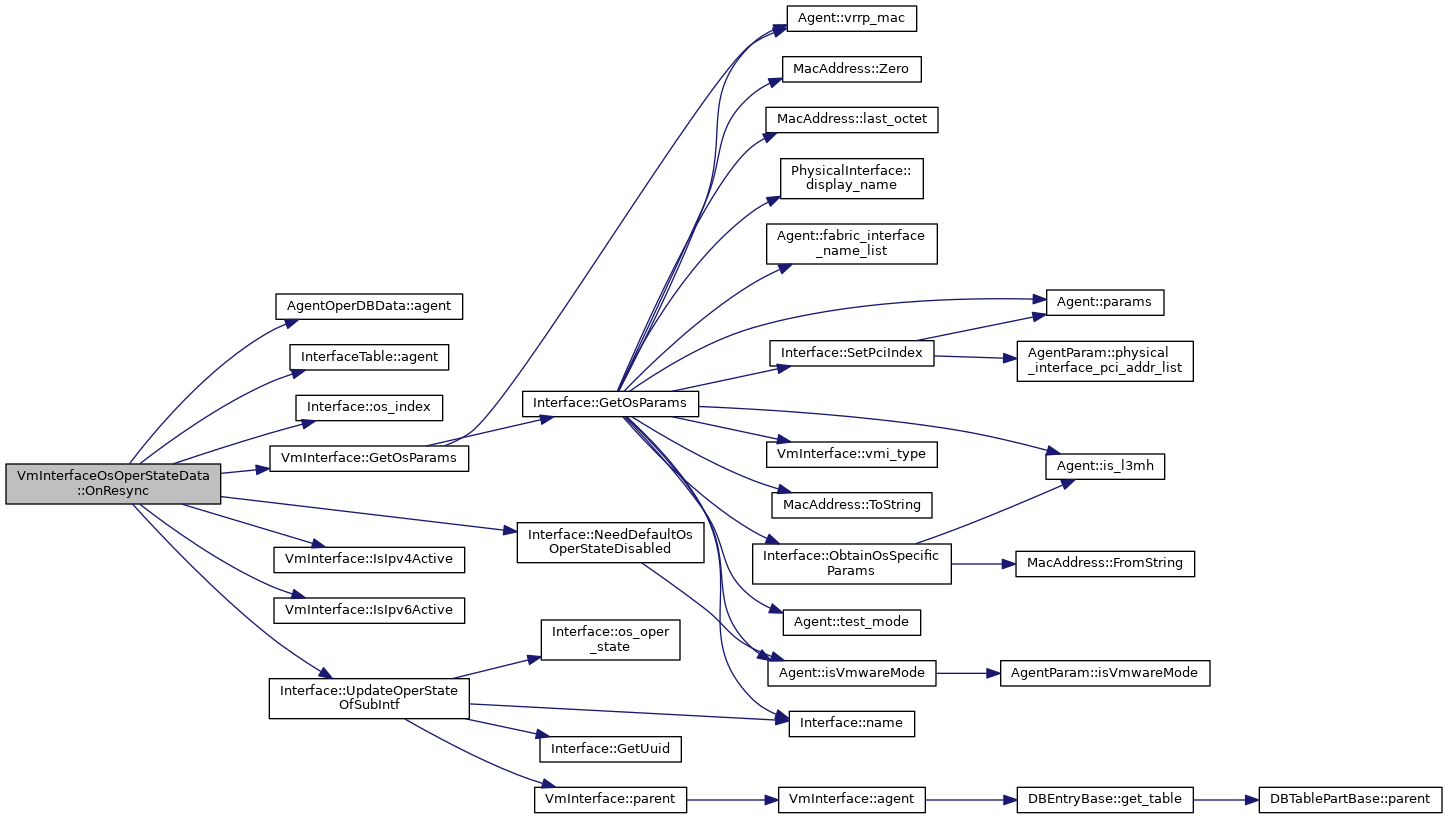 Agent::vrrp_mac
MacAddress::Zero
MacAddress::last_octet
PhysicalInterface::
display_name
Agent::fabric_interface
_name_list
AgentOperDBData::agent
Agent::params
InterfaceTable::agent
Interface::SetPciIndex
AgentParam::physical
_interface_pci_addr_list
Interface::os_index
Interface::GetOsParams
VmInterface::GetOsParams
VmInterface::vmi_type
Agent::is_l3mh
VmInterfaceOsOperStateData
::OnResync
MacAddress::ToString
Interface::NeedDefaultOs
OperStateDisabled
VmInterface::IsIpv4Active
Interface::ObtainOsSpecific
Params
MacAddress::FromString
VmInterface::IsIpv6Active
Agent::test_mode
Interface::os_oper
_state
Agent::isVmwareMode
AgentParam::isVmwareMode
Interface::UpdateOperState
OfSubIntf
Interface::name
Interface::GetUuid
VmInterface::parent
VmInterface::agent
DBEntryBase::get_table
DBTablePartBase::parent